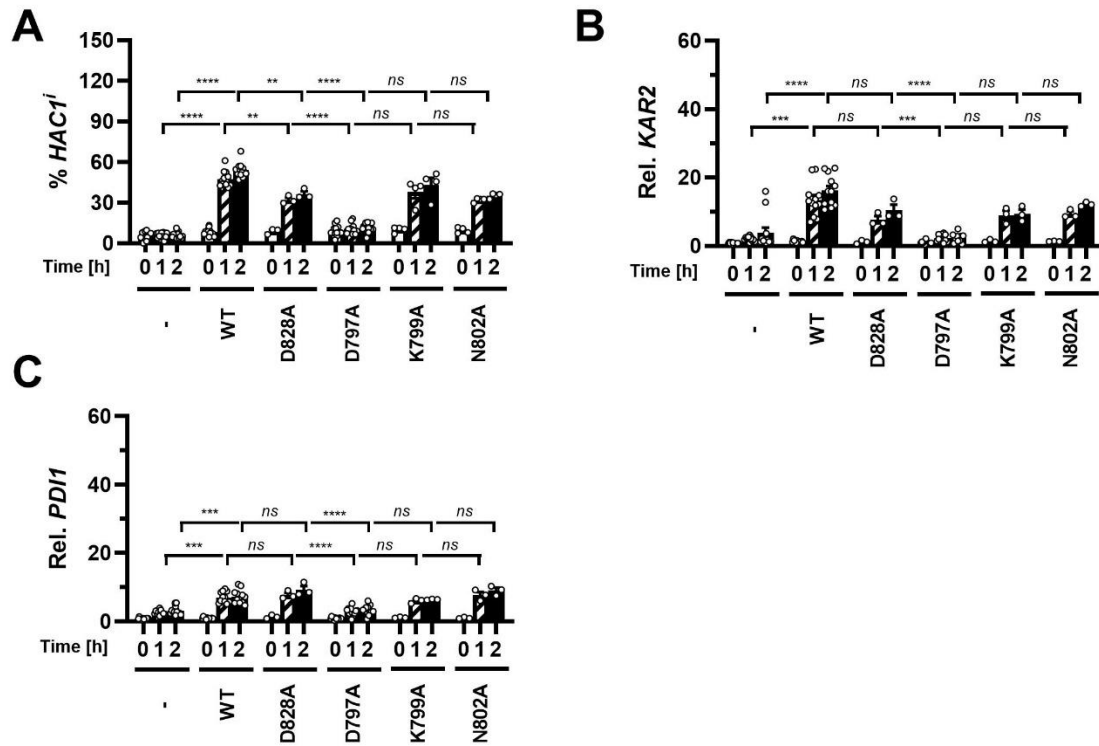 A
% HAC1ⁱ
150
120
90
60
30
0
**** ** **** ns ns
**** ** **** ns ns
Time [h] 0 1 2 0 1 2 0 1 2 0 1 2 0 1 2 0 1 2
- WT D828A D797A K799A N802A
B
Rel. KAR2
60
40
20
0
**** ns **** ns ns
*** ns *** ns ns
Time [h] 0 1 2 0 1 2 0 1 2 0 1 2 0 1 2 0 1 2
- WT D828A D797A K799A N802A
C
Rel. PDI1
60
40
20
0
*** ns **** ns ns
*** ns **** ns ns
Time [h] 0 1 2 0 1 2 0 1 2 0 1 2 0 1 2 0 1 2
- WT D828A D797A K799A N802A